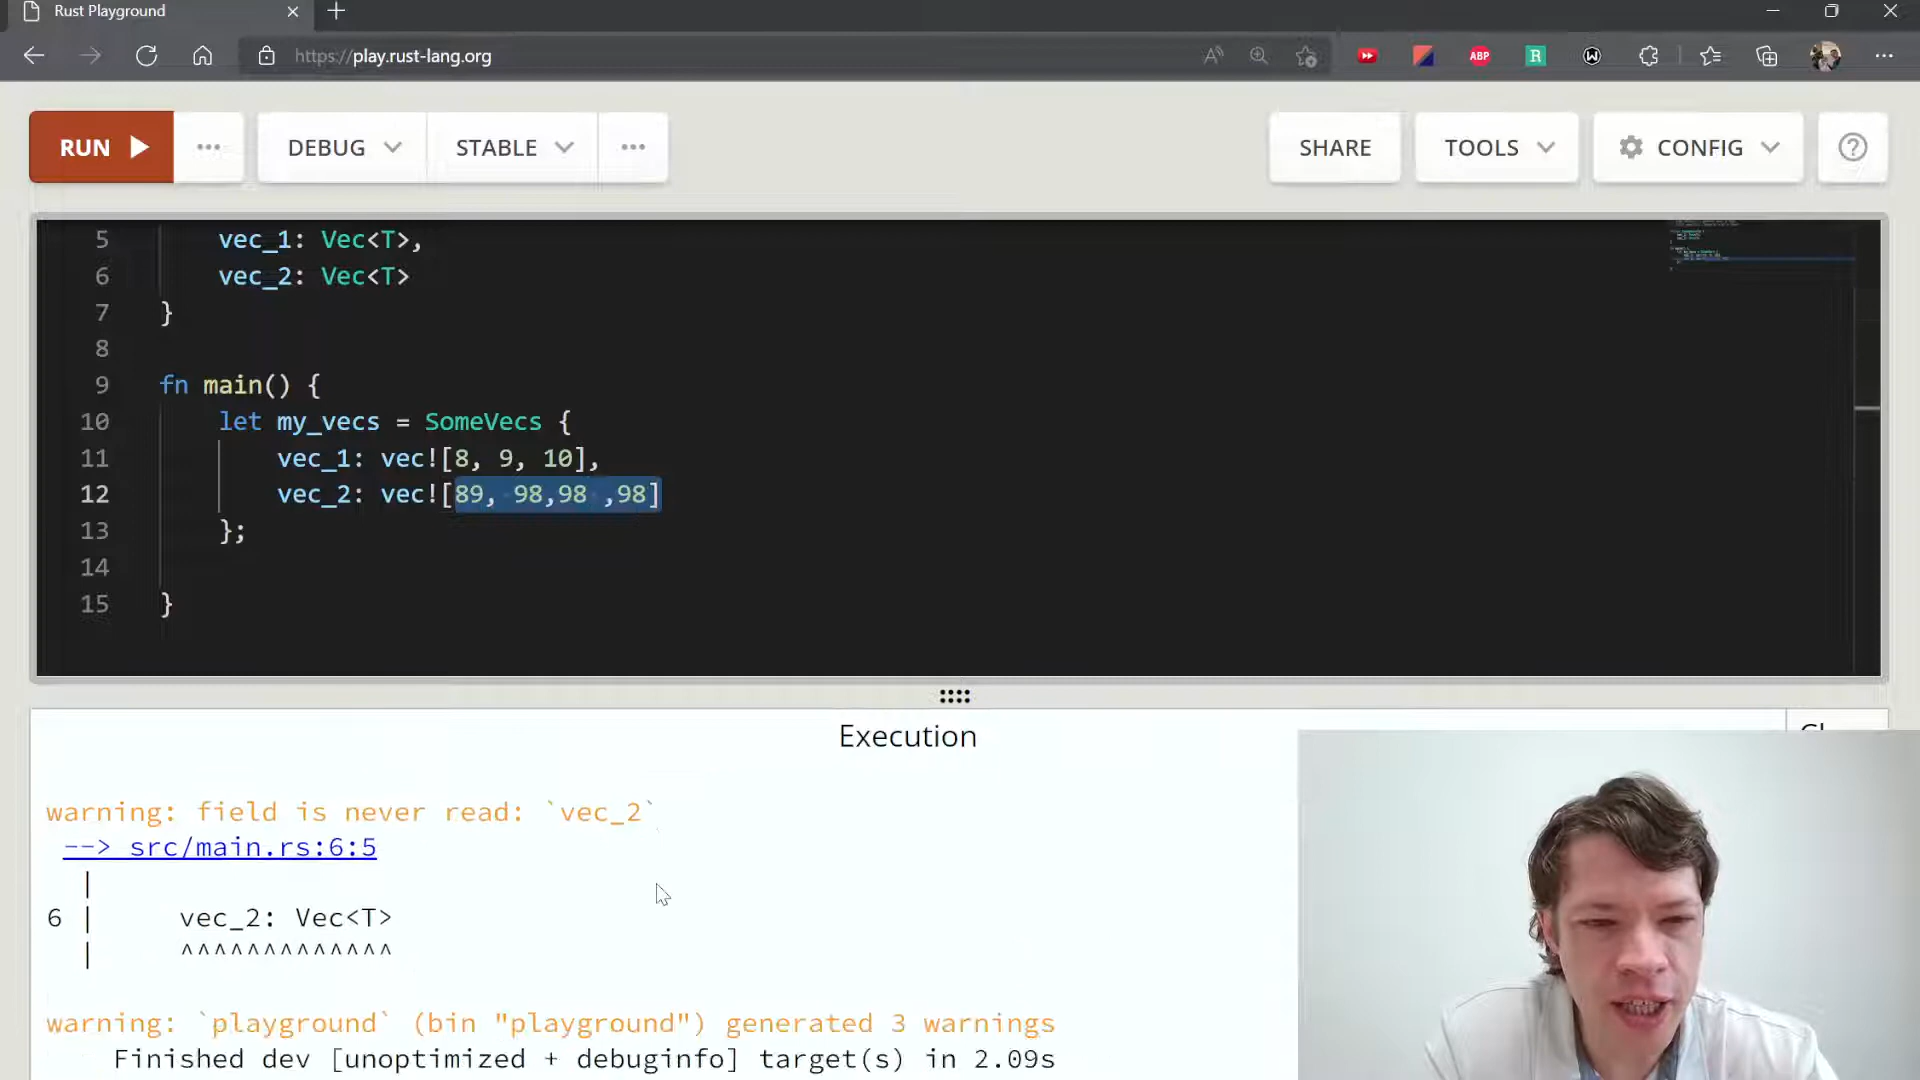 Rust Playground
https://play.rust-lang.org
ABP
R
W
RUN
DEBUG
STABLE
SHARE
TOOLS
CONFIG
5 vec_1: Vec<T>,
6 vec_2: Vec<T>
7 }
8
9 fn main() {
10 let my_vecs = SomeVecs {
11 vec_1: vec![8, 9, 10],
12 vec_2: vec![89, 98,98 ,98]
13 };
14
15 }
Execution
warning: field is never read: `vec_2`
--> src/main.rs:6:5
|
6 | vec_2: Vec<T>
| ^^^^^^^^^^^^^
warning: `playground` (bin "playground") generated 3 warnings
Finished dev [unoptimized + debuginfo] target(s) in 2.09s